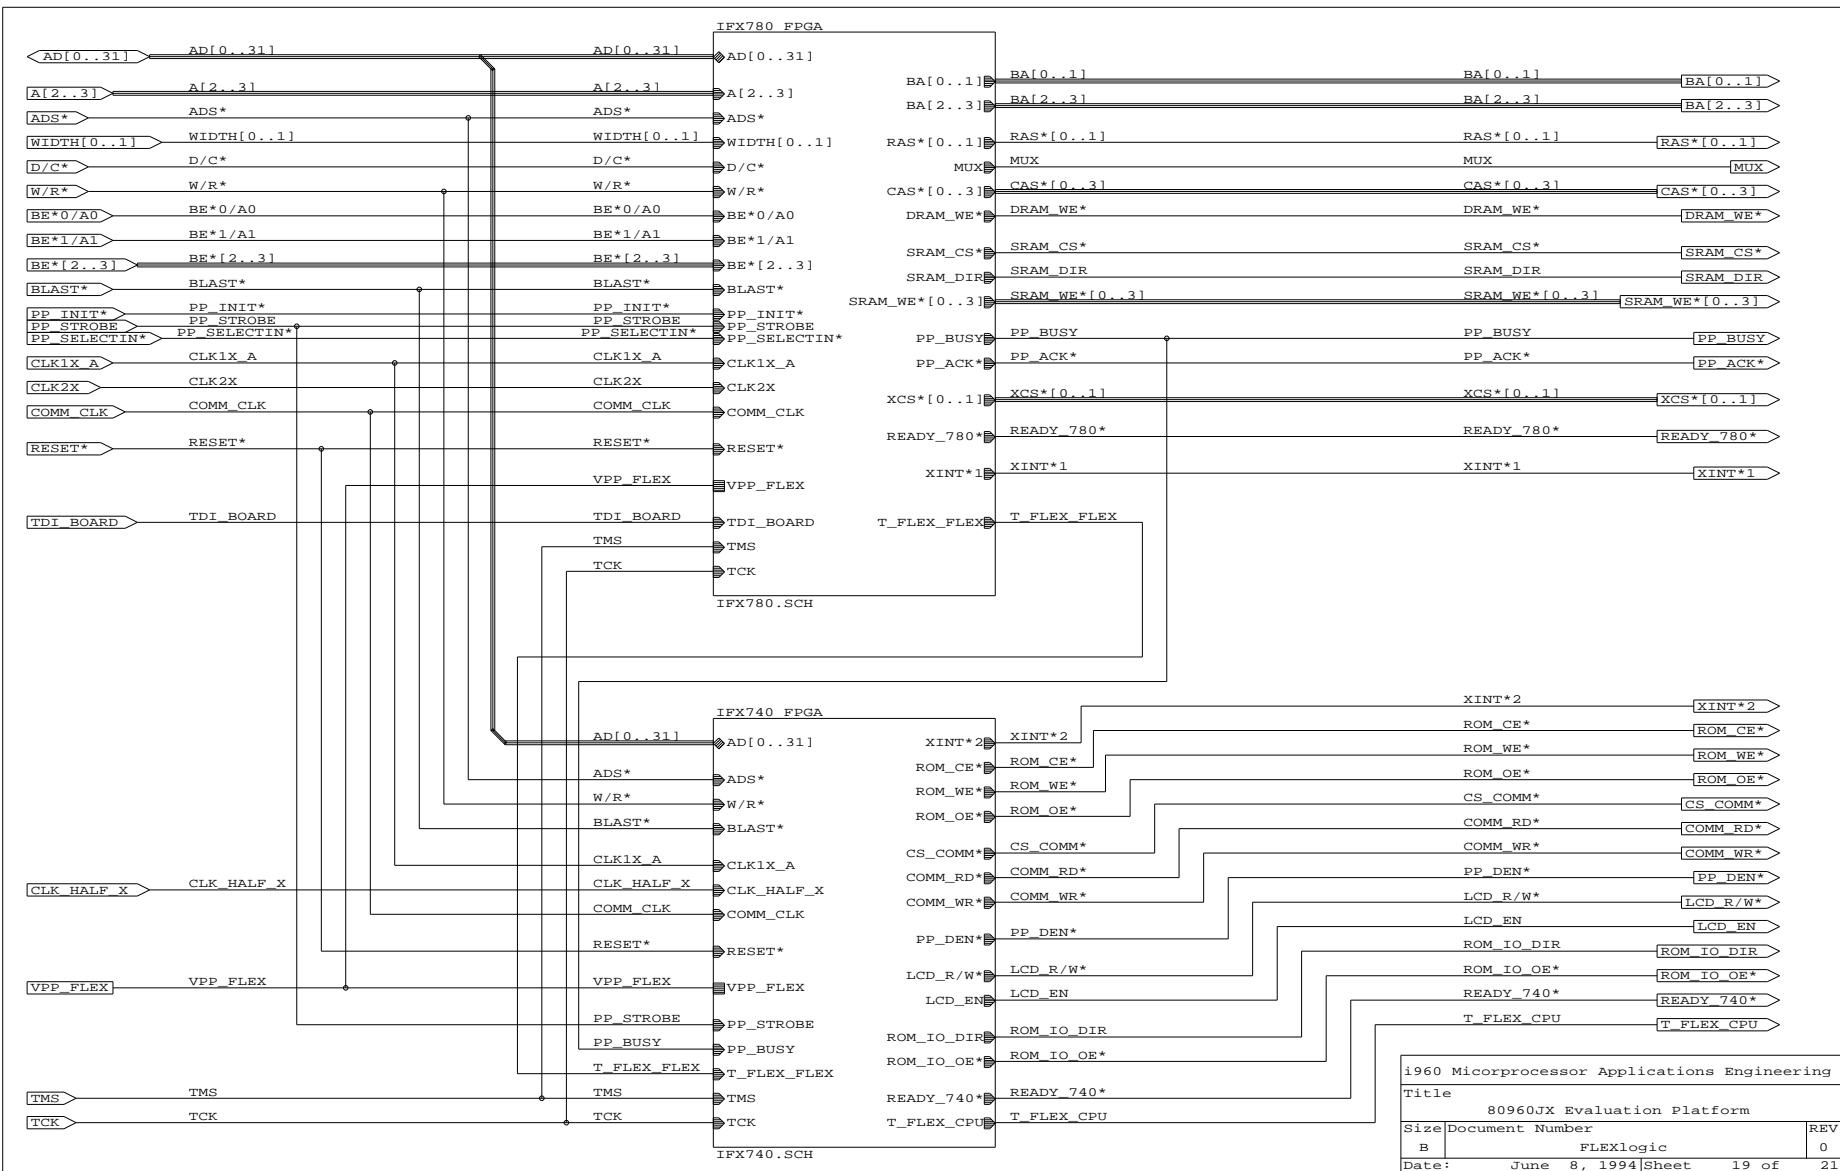 IFX780 FPGA
AD[0..31] AD[0..31] AD[0..31] AD[0..31]
BA[0..1] BA[0..1] BA[0..1] BA[0..1]
A[2..3] A[2..3] A[2..3] A[2..3]
BA[2..3] BA[2..3] BA[2..3] BA[2..3]
ADS* ADS* ADS* ADS*
WIDTH[0..1] WIDTH[0..1] WIDTH[0..1] WIDTH[0..1] RAS*[0..1] RAS*[0..1] RAS*[0..1] RAS*[0..1]
D/C* D/C* D/C* D/C* MUX MUX MUX MUX
W/R* W/R* W/R* W/R* CAS*[0..3] CAS*[0..3] CAS*[0..3] CAS*[0..3]
BE*0/A0 BE*0/A0 BE*0/A0 BE*0/A0 DRAM_WE* DRAM_WE* DRAM_WE* DRAM_WE*
BE*1/A1 BE*1/A1 BE*1/A1 BE*1/A1
SRAM_CS* SRAM_CS* SRAM_CS* SRAM_CS*
BE*[2..3] BE*[2..3] BE*[2..3] BE*[2..3]
SRAM_DIR SRAM_DIR SRAM_DIR SRAM_DIR
BLAST* BLAST* BLAST* BLAST*
SRAM_WE*[0..3] SRAM_WE*[0..3] SRAM_WE*[0..3] SRAM_WE*[0..3]
PP_INIT* PP_INIT* PP_INIT* PP_INIT*
PP_STROBE PP_STROBE PP_STROBE PP_STROBE
PP_SELECTIN* PP_SELECTIN* PP_SELECTIN* PP_SELECTIN* PP_BUSY PP_BUSY PP_BUSY PP_BUSY
CLK1X_A CLK1X_A CLK1X_A CLK1X_A PP_ACK* PP_ACK* PP_ACK* PP_ACK*
CLK2X CLK2X CLK2X CLK2X
XCS*[0..1] XCS*[0..1] XCS*[0..1] XCS*[0..1]
COMM_CLK COMM_CLK COMM_CLK COMM_CLK
READY_780* READY_780* READY_780* READY_780*
RESET* RESET* RESET* RESET*
XINT*1 XINT*1 XINT*1 XINT*1
VPP_FLEX VPP_FLEX
TDI_BOARD TDI_BOARD TDI_BOARD TDI_BOARD T_FLEX_FLEX T_FLEX_FLEX
TMS TMS
TCK TCK
IFX780.SCH
IFX740 FPGA
XINT*2 XINT*2
AD[0..31] AD[0..31] XINT*2 XINT*2
ROM_CE* ROM_CE*
ROM_CE* ROM_CE*
ROM_WE* ROM_WE*
ADS* ADS*
ROM_WE* ROM_WE*
ROM_OE* ROM_OE*
W/R* W/R*
ROM_OE* ROM_OE*
CS_COMM* CS_COMM*
BLAST* BLAST*
COMM_RD* COMM_RD*
CS_COMM* CS_COMM*
COMM_WR* COMM_WR*
CLK1X_A CLK1X_A
COMM_RD* COMM_RD*
PP_DEN* PP_DEN*
CLK_HALF_X CLK_HALF_X CLK_HALF_X CLK_HALF_X
COMM_WR* COMM_WR*
LCD_R/W* LCD_R/W*
COMM_CLK COMM_CLK
LCD_EN LCD_EN
PP_DEN* PP_DEN*
RESET* RESET*
ROM_IO_DIR ROM_IO_DIR
LCD_R/W* LCD_R/W*
ROM_IO_OE* ROM_IO_OE*
VPP_FLEX VPP_FLEX VPP_FLEX VPP_FLEX
LCD_EN LCD_EN
READY_740* READY_740*
PP_STROBE PP_STROBE
T_FLEX_CPU T_FLEX_CPU
ROM_IO_DIR ROM_IO_DIR
PP_BUSY PP_BUSY
ROM_IO_OE* ROM_IO_OE*
T_FLEX_FLEX T_FLEX_FLEX
TMS TMS TMS TMS READY_740* READY_740*
TCK TCK TCK TCK T_FLEX_CPU T_FLEX_CPU
IFX740.SCH
i960 Micorprocessor Applications Engineering
Title
80960JX Evaluation Platform
Size Document Number REV
B FLEXlogic 0
Date: June 8, 1994 Sheet 19 of 21